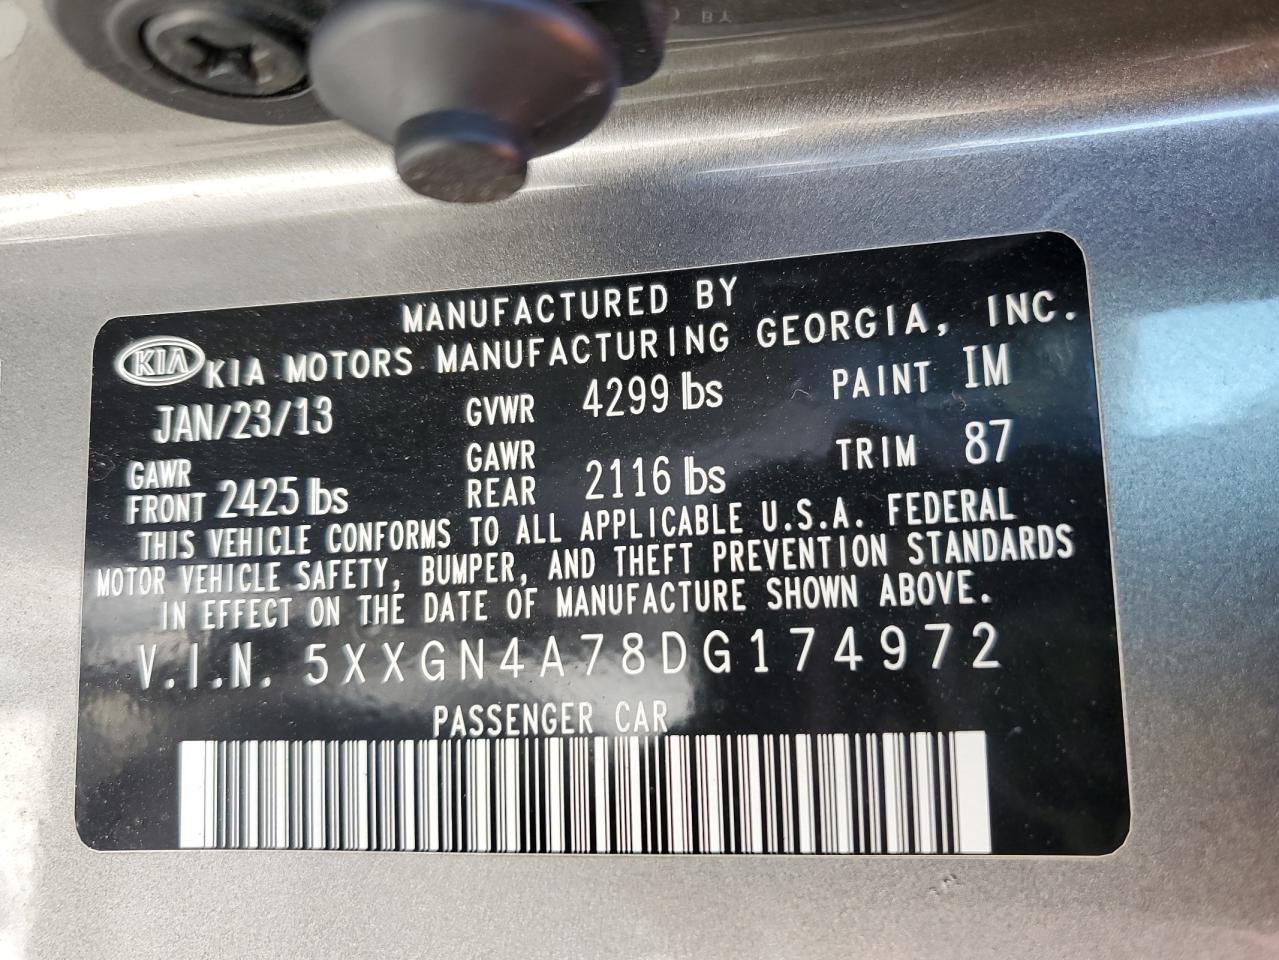 MANUFACTURED BY
KIA KIA MOTORS MANUFACTURING GEORGIA, INC.
JAN/23/13 GVWR 4299 lbs PAINT IM
GAWR FRONT 2425 lbs GAWR REAR 2116 lbs TRIM 87
THIS VEHICLE CONFORMS TO ALL APPLICABLE U.S.A. FEDERAL
MOTOR VEHICLE SAFETY, BUMPER, AND THEFT PREVENTION STANDARDS
IN EFFECT ON THE DATE OF MANUFACTURE SHOWN ABOVE.
V.I.N. 5XXGN4A78DG174972
PASSENGER CAR